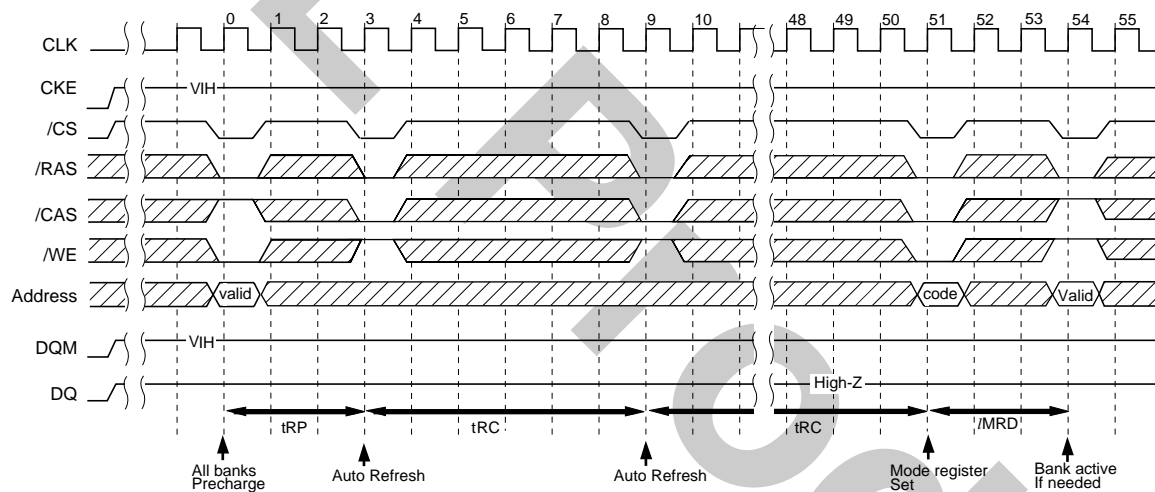 0 1 2 3 4 5 6 7 8 9 10 48 49 50 51 52 53 54 55
CLK
CKE VIH
/CS
/RAS
/CAS
/WE
Address valid code Valid
DQM VIH
DQ High-Z
tRP tRC tRC lMRD
All banks
Precharge
Auto Refresh
Auto Refresh
Mode register
Set
Bank active
If needed